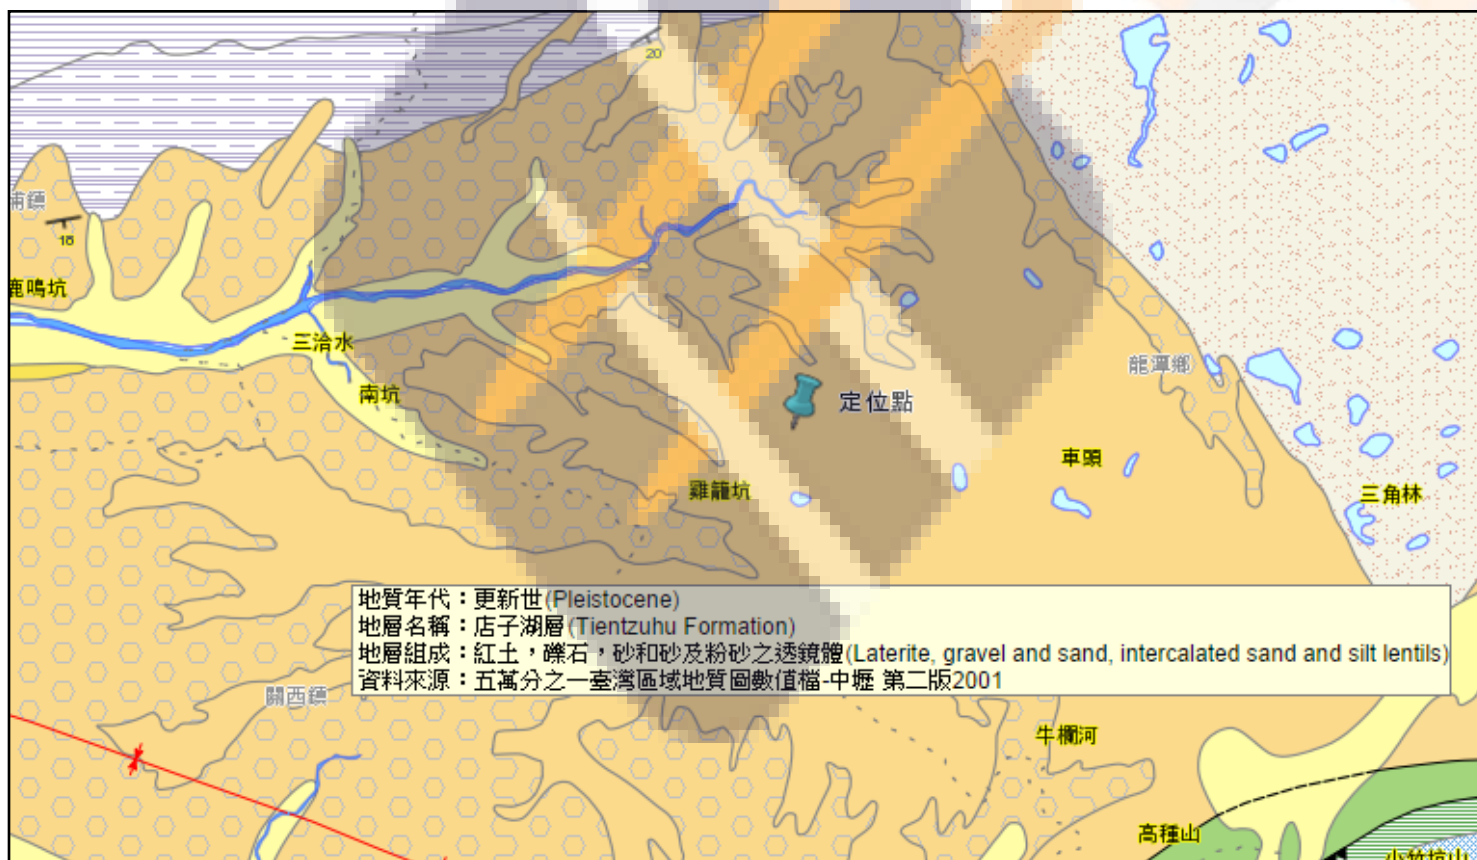 20
埔鎮
18
鹿鳴坑
三洽水
南坑
定位點
龍潭鄉
車頭
雞籠坑
三角林
地質年代：更新世(Pleistocene)
地層名稱：店子湖層(Tientzuhu Formation)
地層組成：紅土，礫石，砂和砂及粉砂之透鏡體(Laterite, gravel and sand, intercalated sand and silt lentils)
資料來源：五萬分之一臺灣區域地質圖數值檔-中壢 第二版2001
關西鎮
牛欄河
高種山
小竹坑山